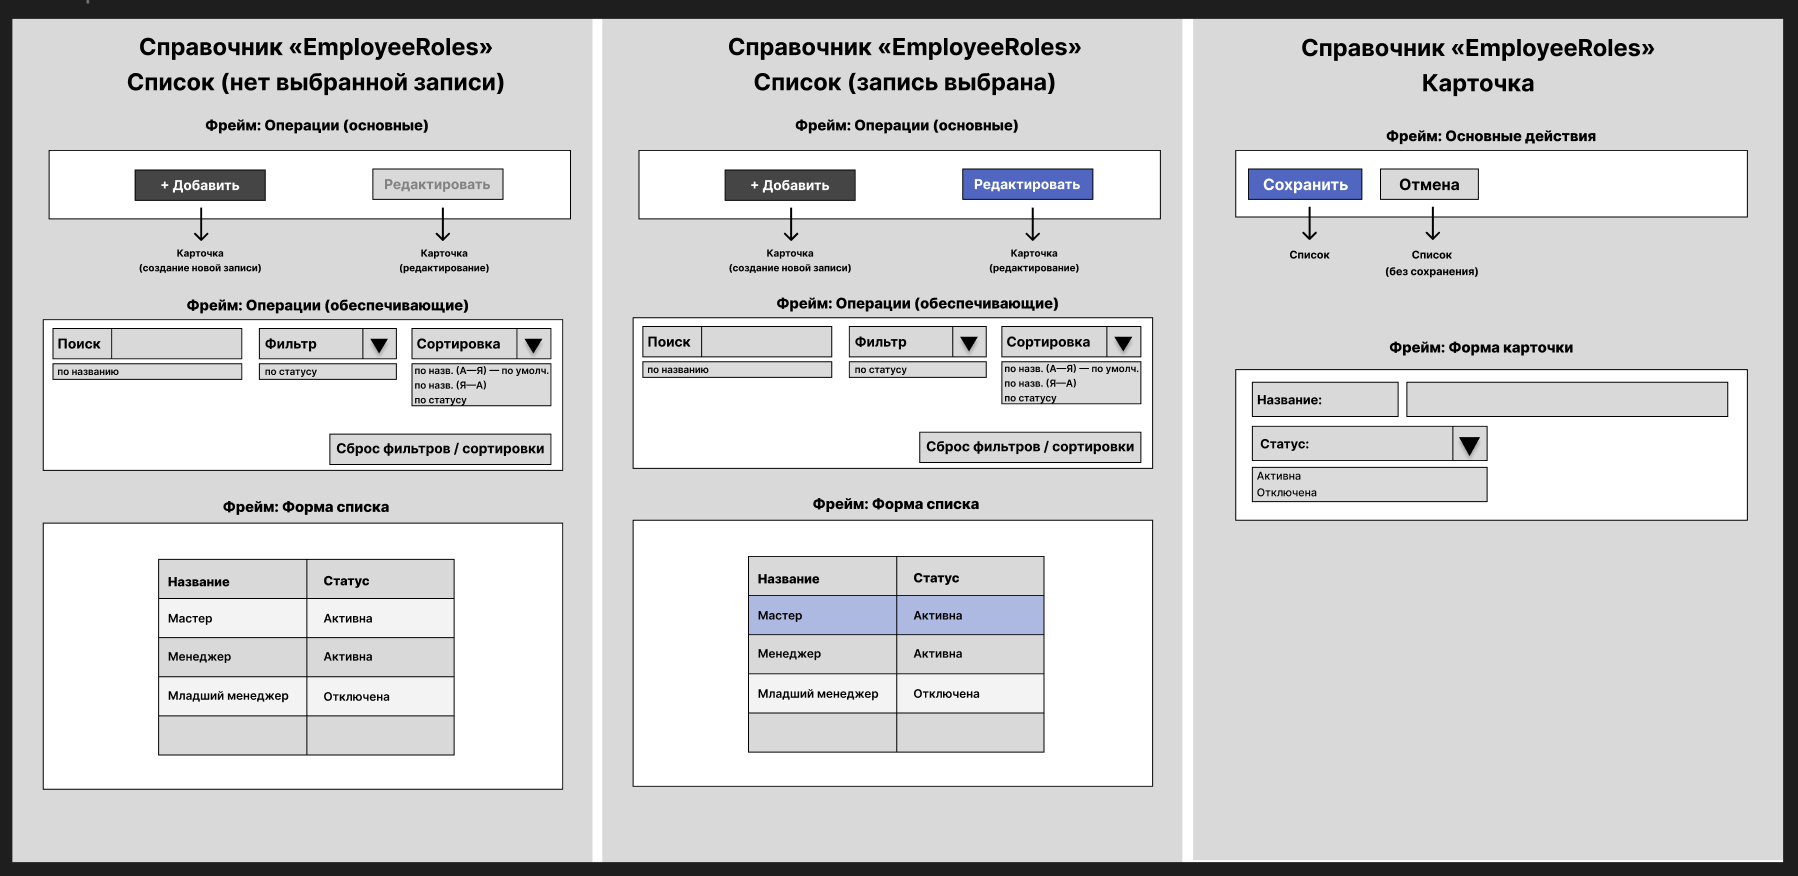 Справочник «EmployeeRoles»
Список (нет выбранной записи)
Фрейм: Операции (основные)
+ Добавить
Редактировать
Карточка
(создание новой записи)
Карточка
(редактирование)
Фрейм: Операции (обеспечивающие)
Поиск
Фильтр
Сортировка
по названию
по статусу
по назв. (А—Я) — по умолч.
по назв. (Я—А)
по статусу
Сброс фильтров / сортировки
Фрейм: Форма списка
Название
Статус
Мастер
Активна
Менеджер
Активна
Младший менеджер
Отключена
Справочник «EmployeeRoles»
Список (запись выбрана)
Фрейм: Операции (основные)
+ Добавить
Редактировать
Карточка
(создание новой записи)
Карточка
(редактирование)
Фрейм: Операции (обеспечивающие)
Поиск
Фильтр
Сортировка
по названию
по статусу
по назв. (А—Я) — по умолч.
по назв. (Я—А)
по статусу
Сброс фильтров / сортировки
Фрейм: Форма списка
Название
Статус
Мастер
Активна
Менеджер
Активна
Младший менеджер
Отключена
Справочник «EmployeeRoles»
Карточка
Фрейм: Основные действия
Сохранить
Отмена
Список
Список
(без сохранения)
Фрейм: Форма карточки
Название:
Статус:
Активна
Отключена